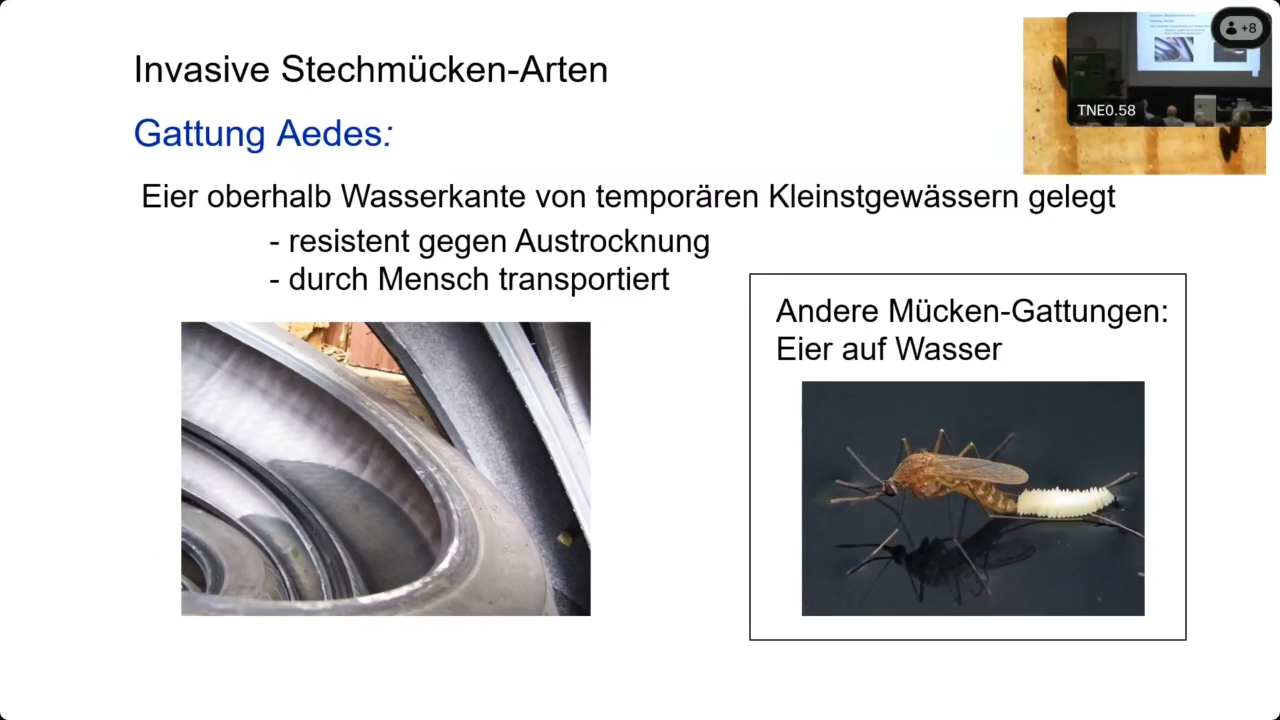 Invasive Stechmücken-Arten
Gattung Aedes:
Eier oberhalb Wasserkante von temporären Kleinstgewässern gelegt
- resistent gegen Austrocknung
- durch Mensch transportiert
Andere Mücken-Gattungen:
Eier auf Wasser
+8
TNE0.58